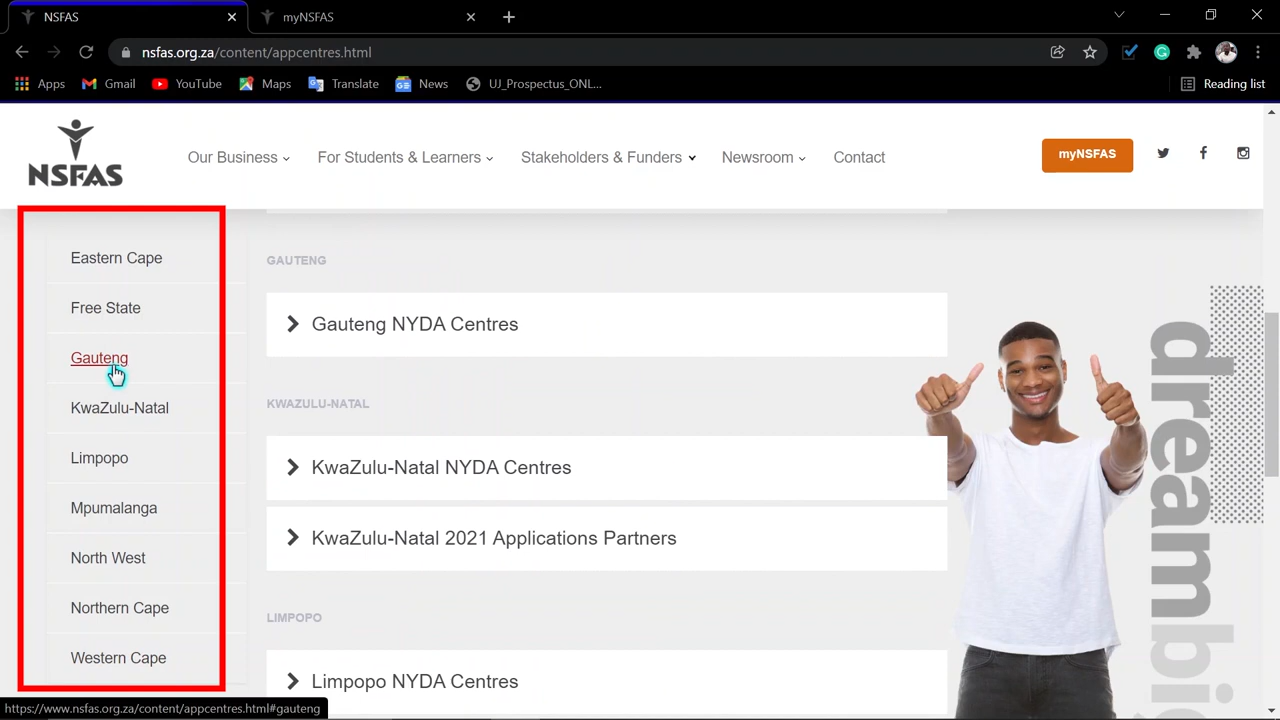 NSFAS
myNSFAS
nsfas.org.za/content/appcentres.html
Apps
Gmail
YouTube
Maps
Translate
News
UJ_Prospectus_ONL...
Reading list
NSFAS
Our Business
For Students & Learners
Stakeholders & Funders
Newsroom
Contact
myNSFAS
Eastern Cape
Free State
Gauteng
KwaZulu-Natal
Limpopo
Mpumalanga
North West
Northern Cape
Western Cape
GAUTENG
Gauteng NYDA Centres
KWAZULU-NATAL
KwaZulu-Natal NYDA Centres
KwaZulu-Natal 2021 Applications Partners
LIMPOPO
Limpopo NYDA Centres
dreambig
https://www.nsfas.org.za/content/appcentres.html#gauteng